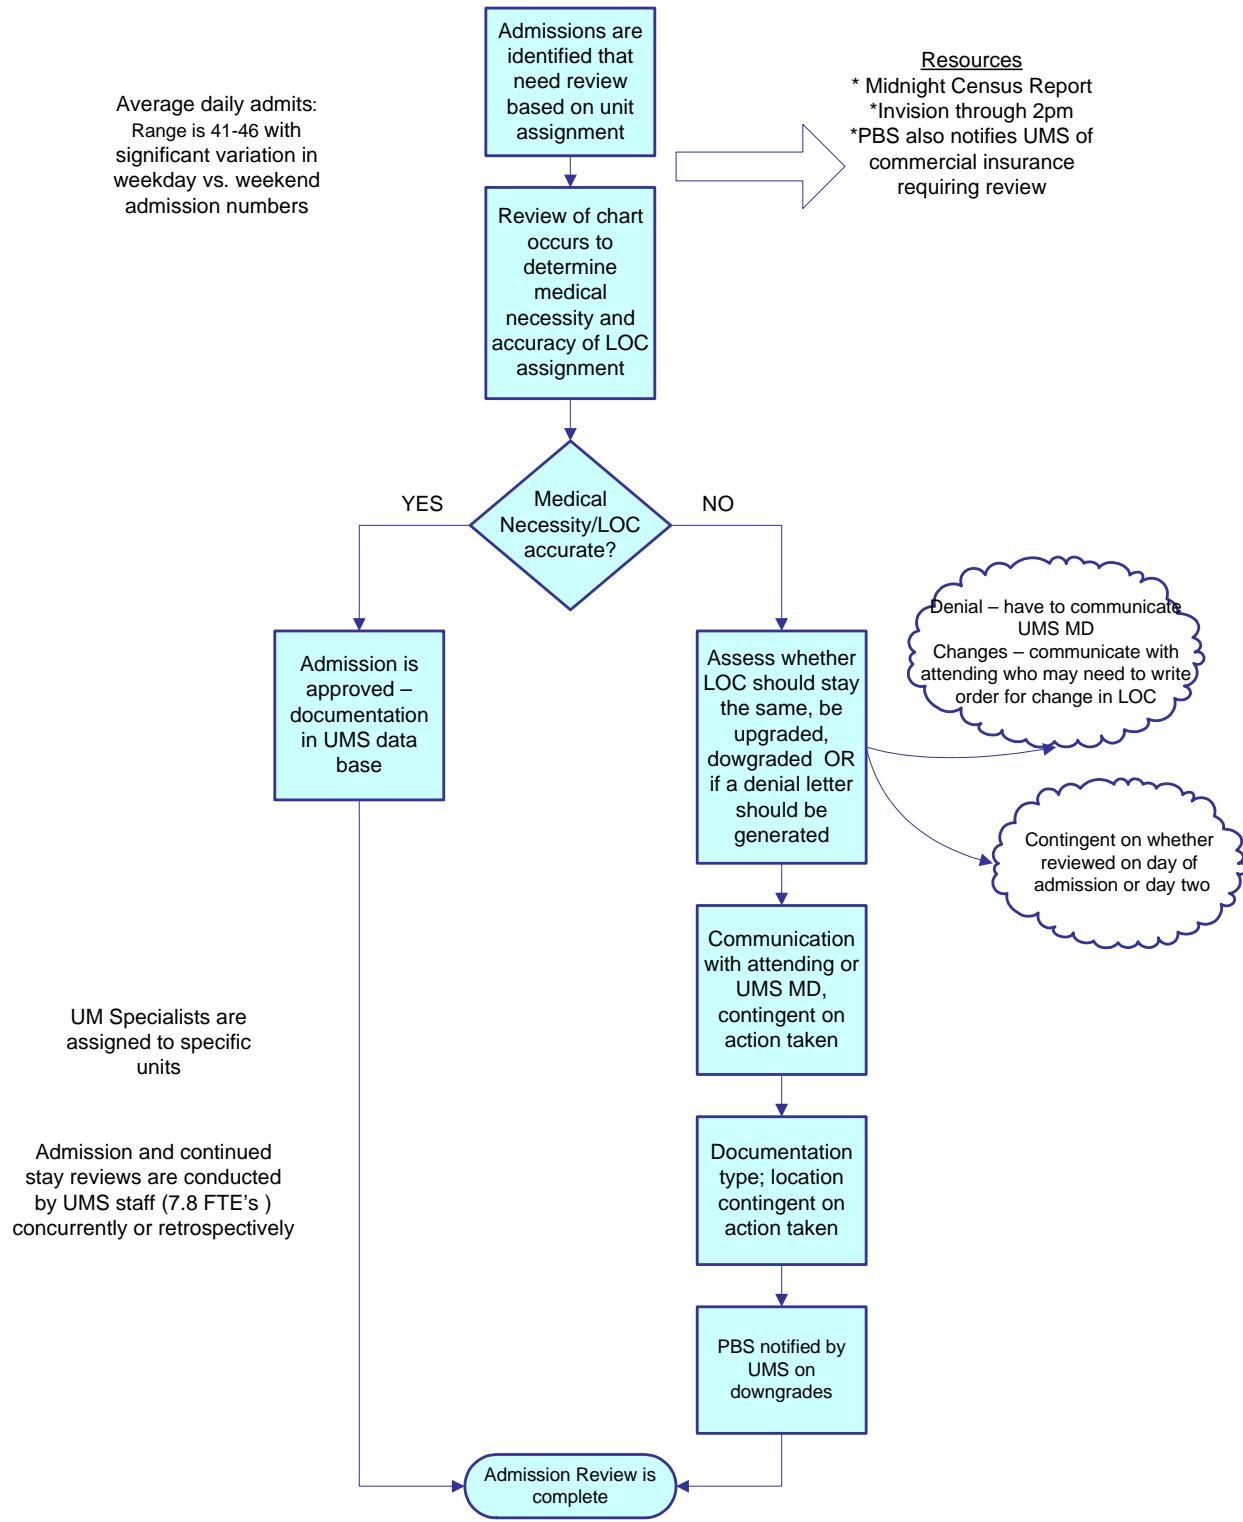 Admissions are
identified that
need review
based on unit
assignment
Resources
* Midnight Census Report
*Invision through 2pm
*PBS also notifies UMS of
commercial insurance
requiring review
Average daily admits:
Range is 41-46 with
significant variation in
weekday vs. weekend
admission numbers
Review of chart
occurs to
determine
medical
necessity and
accuracy of LOC
assignment
YES
Medical
Necessity/LOC
accurate?
NO
Denial – have to communicate
UMS MD
Changes – communicate with
attending who may need to write
order for change in LOC
Admission is
approved –
documentation
in UMS data
base
Assess whether
LOC should stay
the same, be
upgraded,
dowgraded  OR
if a denial letter
should be
generated
Contingent on whether
reviewed on day of
admission or day two
Communication
with attending or
UMS MD,
contingent on
action taken
UM Specialists are
assigned to specific
units
Admission and continued
stay reviews are conducted
by UMS staff (7.8 FTE's )
concurrently or retrospectively
Documentation
type; location
contingent on
action taken
PBS notified by
UMS on
downgrades
Admission Review is
complete